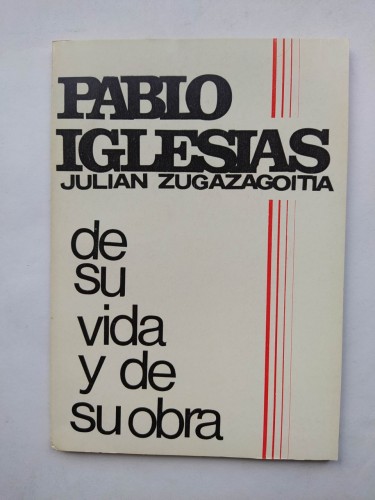 PABLO
IGLESIAS
JULIAN ZUGAZAGOITIA
de
su
vida
y de
su obra